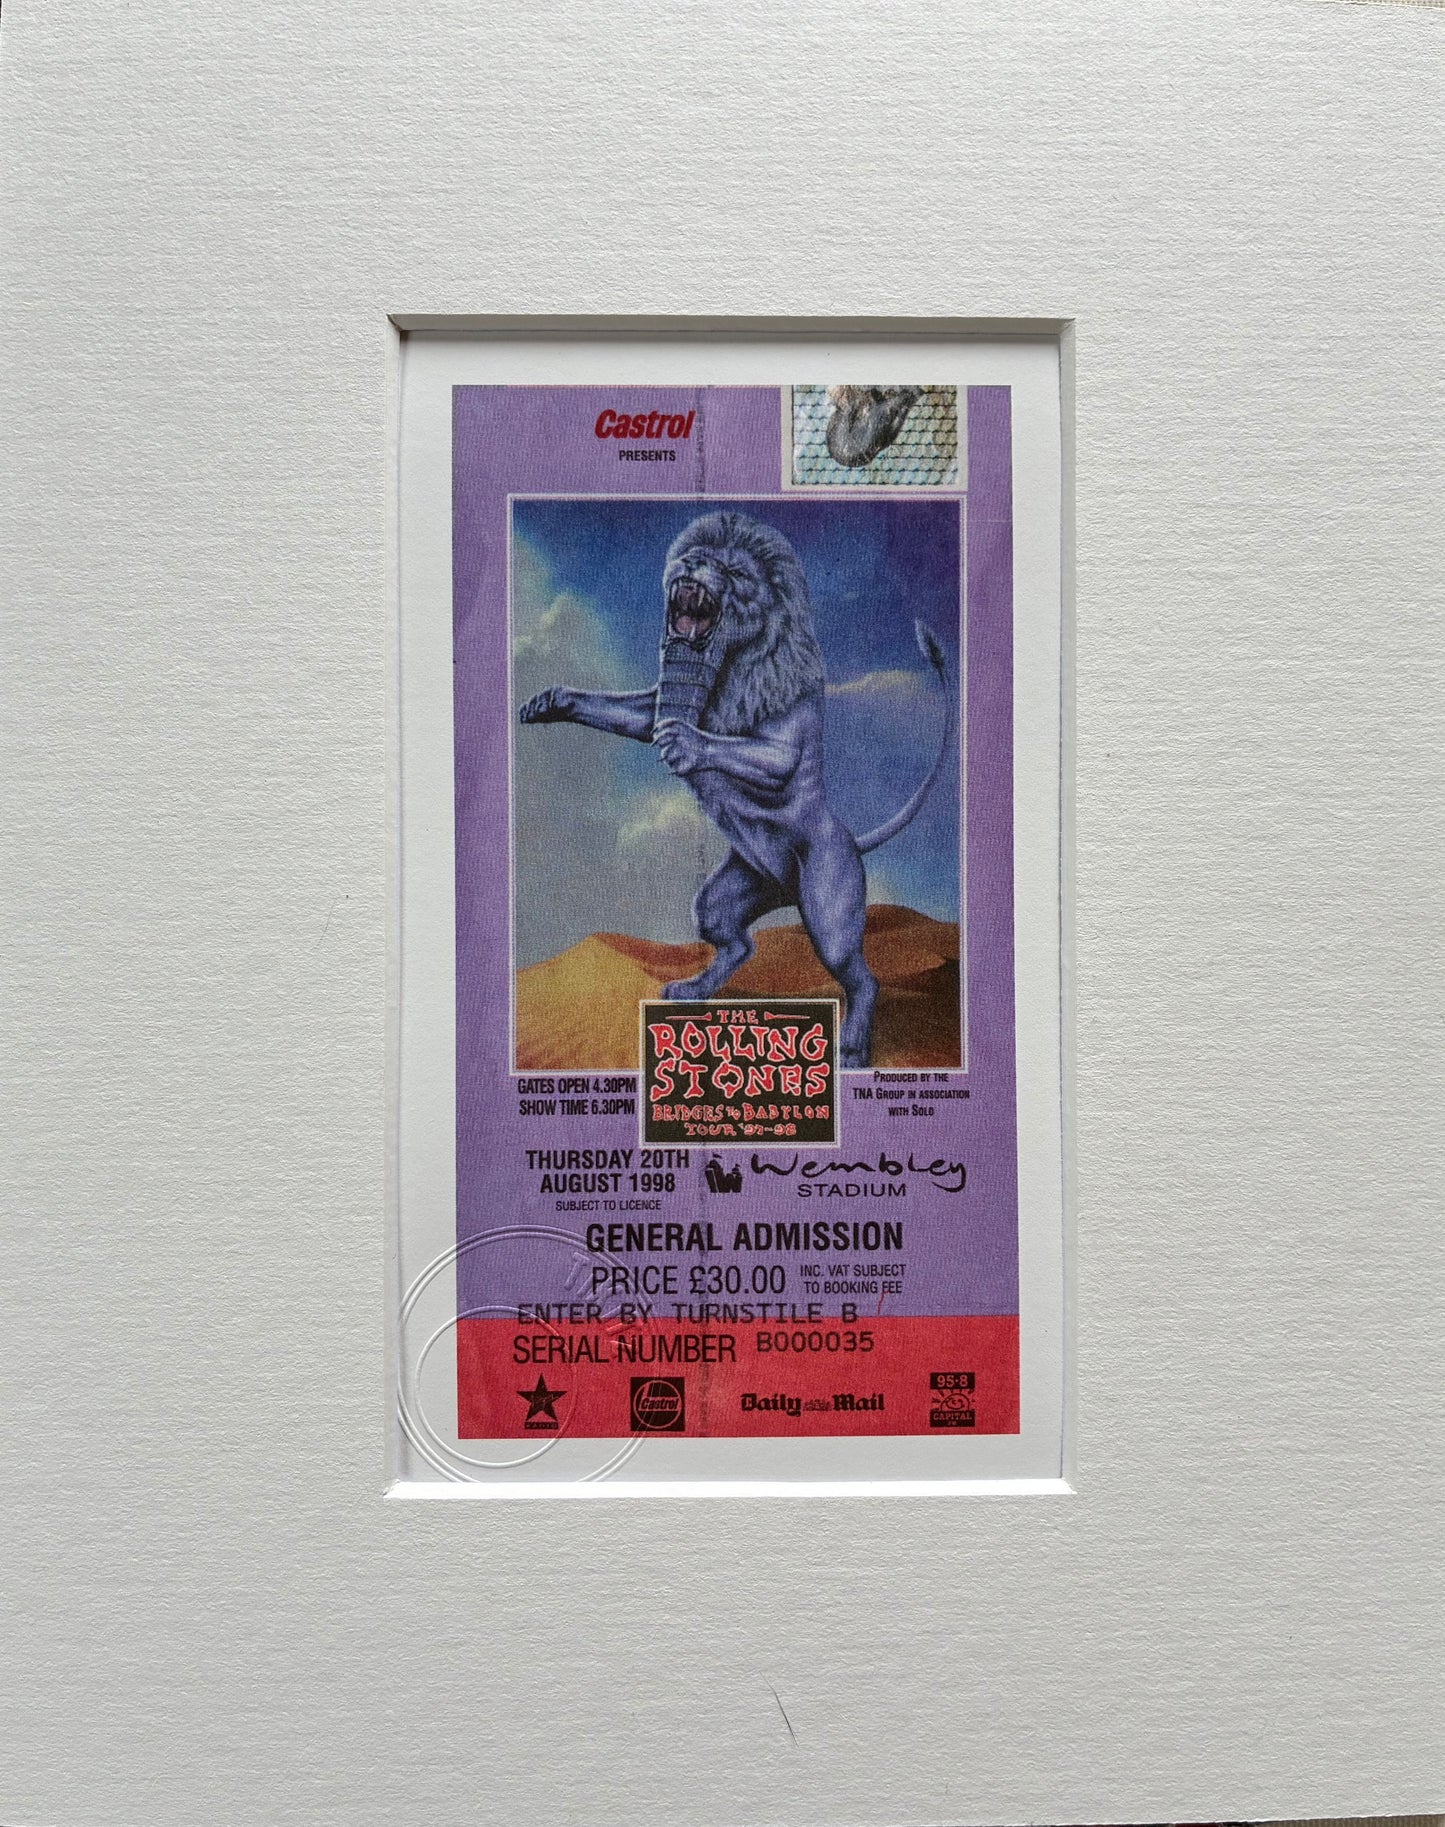 Castrol
PRESENTS
THE
ROLLING
STONES
BRIDGES TO BABYLON
TOUR '97-98
GATES OPEN 4.30PM
SHOW TIME 6.30PM
PRODUCED BY THE
TNA GROUP IN ASSOCIATION
WITH SOLO
THURSDAY 20TH
AUGUST 1998
SUBJECT TO LICENCE
Wembley
STADIUM
GENERAL ADMISSION
PRICE £30.00
INC. VAT SUBJECT
TO BOOKING FEE
ENTER BY TURNSTILE B
SERIAL NUMBER B000035
Castrol
Daily Mail
95·8
CAPITAL
FM